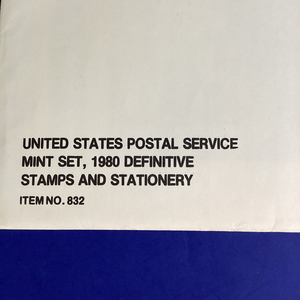 UNITED STATES POSTAL SERVICE
MINT SET, 1980 DEFINITIVE
STAMPS AND STATIONERY
ITEM NO. 832